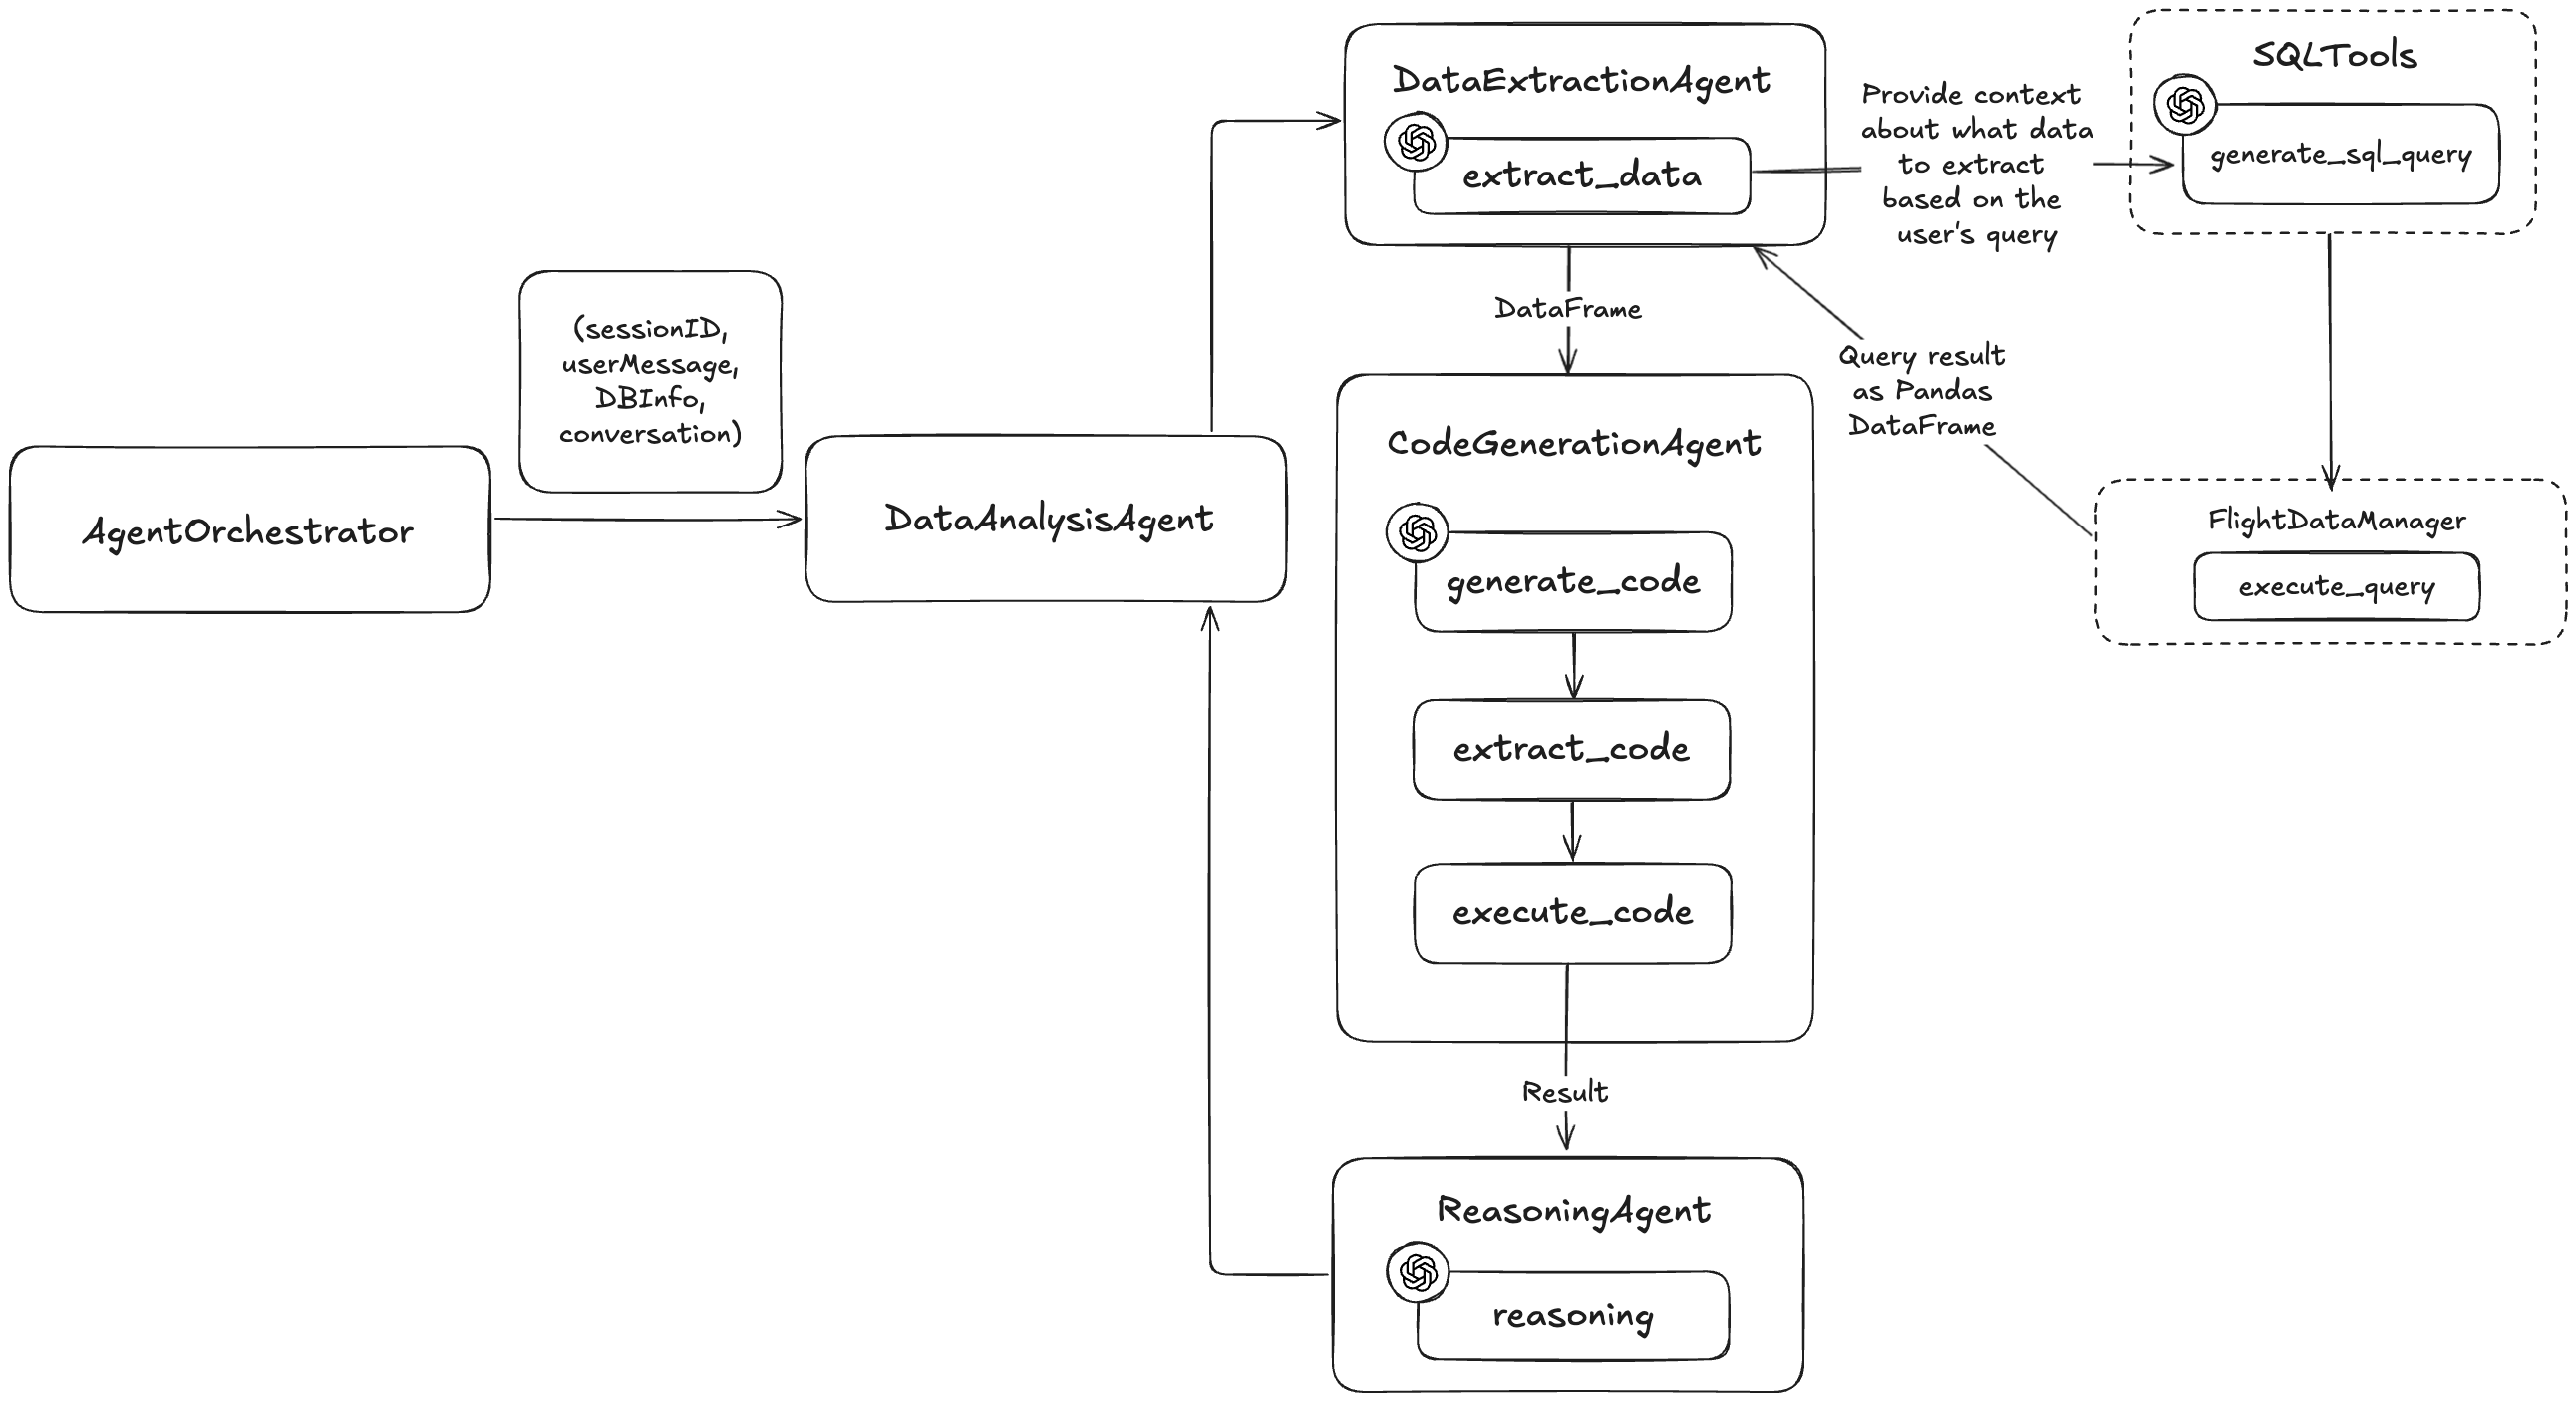 AgentOrchestrator
(sessionID,
userMessage,
DBInfo,
conversation)
DataAnalysisAgent
DataExtractionAgent
extract_data
Provide context
about what data
to extract
based on the
user's query
SQLTools
generate_sql_query
FlightDataManager
execute_query
Query result
as Pandas
DataFrame
DataFrame
CodeGenerationAgent
generate_code
extract_code
execute_code
Result
ReasoningAgent
reasoning